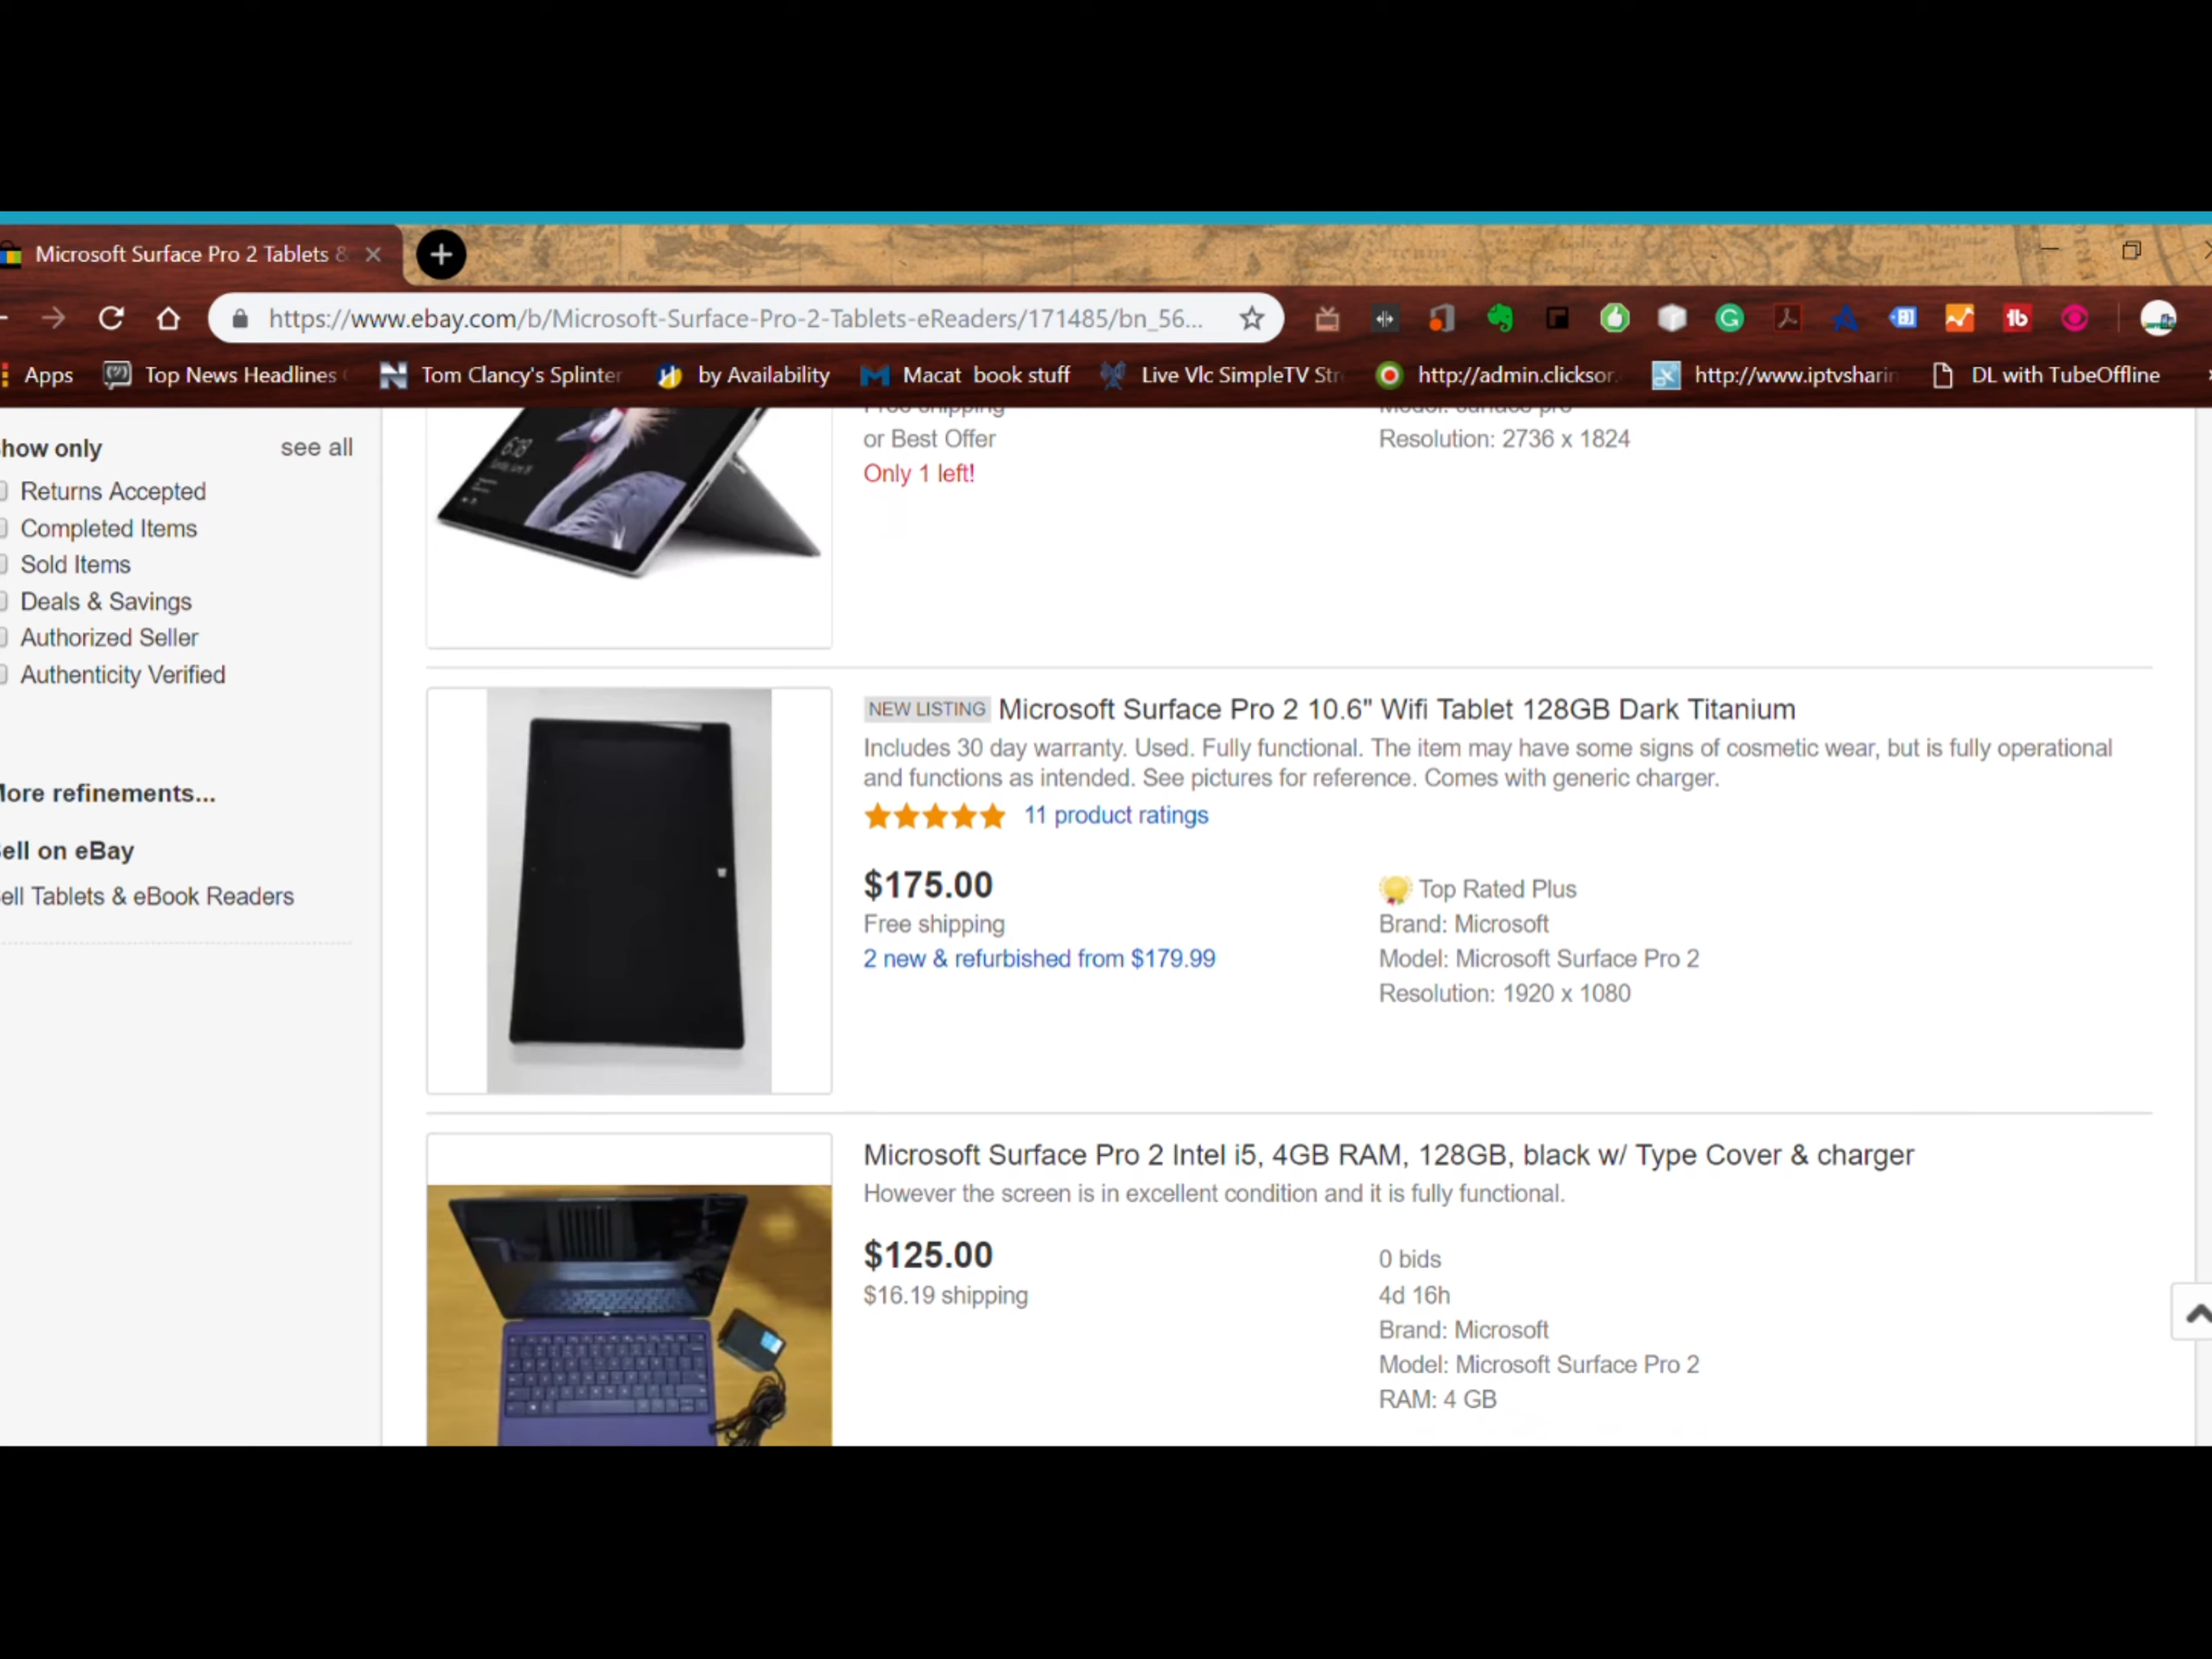 Microsoft Surface Pro 2 Tablets &
https://www.ebay.com/b/Microsoft-Surface-Pro-2-Tablets-eReaders/171485/bn_56...
Apps Top News Headlines Tom Clancy's Splinter by Availability Macat book stuff Live Vlc SimpleTV Str http://admin.clicksor. http://www.iptvsharin DL with TubeOffline
how only see all
Returns Accepted
Completed Items
Sold Items
Deals & Savings
Authorized Seller
Authenticity Verified
ore refinements...
ell on eBay
ell Tablets & eBook Readers
6:18
Free shipping
or Best Offer
Only 1 left!
Model: surface pro
Resolution: 2736 x 1824
NEW LISTING Microsoft Surface Pro 2 10.6" Wifi Tablet 128GB Dark Titanium
Includes 30 day warranty. Used. Fully functional. The item may have some signs of cosmetic wear, but is fully operational
and functions as intended. See pictures for reference. Comes with generic charger.
11 product ratings
$175.00
Free shipping
2 new & refurbished from $179.99
Top Rated Plus
Brand: Microsoft
Model: Microsoft Surface Pro 2
Resolution: 1920 x 1080
Microsoft Surface Pro 2 Intel i5, 4GB RAM, 128GB, black w/ Type Cover & charger
However the screen is in excellent condition and it is fully functional.
$125.00
$16.19 shipping
0 bids
4d 16h
Brand: Microsoft
Model: Microsoft Surface Pro 2
RAM: 4 GB